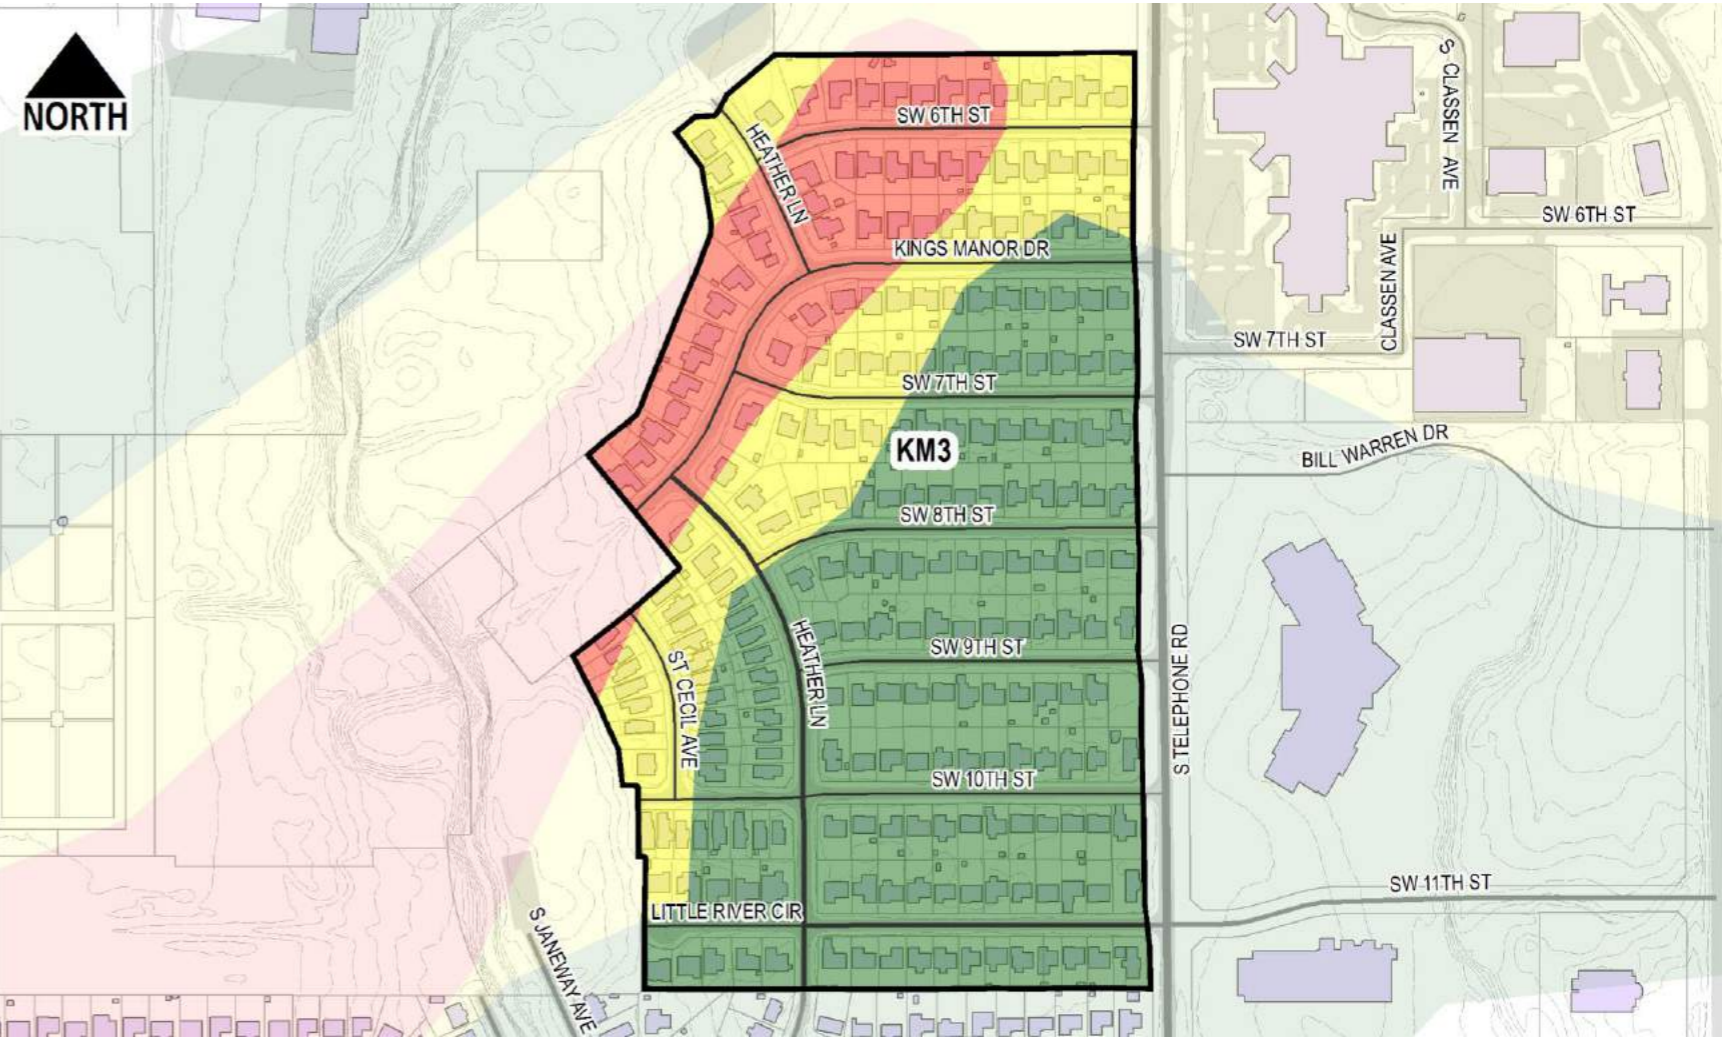 NORTH
S CLASSEN AVE
SW 6TH ST
HEATHER LN
SW 6TH ST
KINGS MANOR DR
CLASSEN AVE
SW 7TH ST
SW 7TH ST
KM3
BILL WARREN DR
SW 8TH ST
HEATHER LN
SW 9TH ST
ST CECIL AVE
S TELEPHONE RD
SW 10TH ST
SW 11TH ST
LITTLE RIVER CIR
S JANEWAY AVE